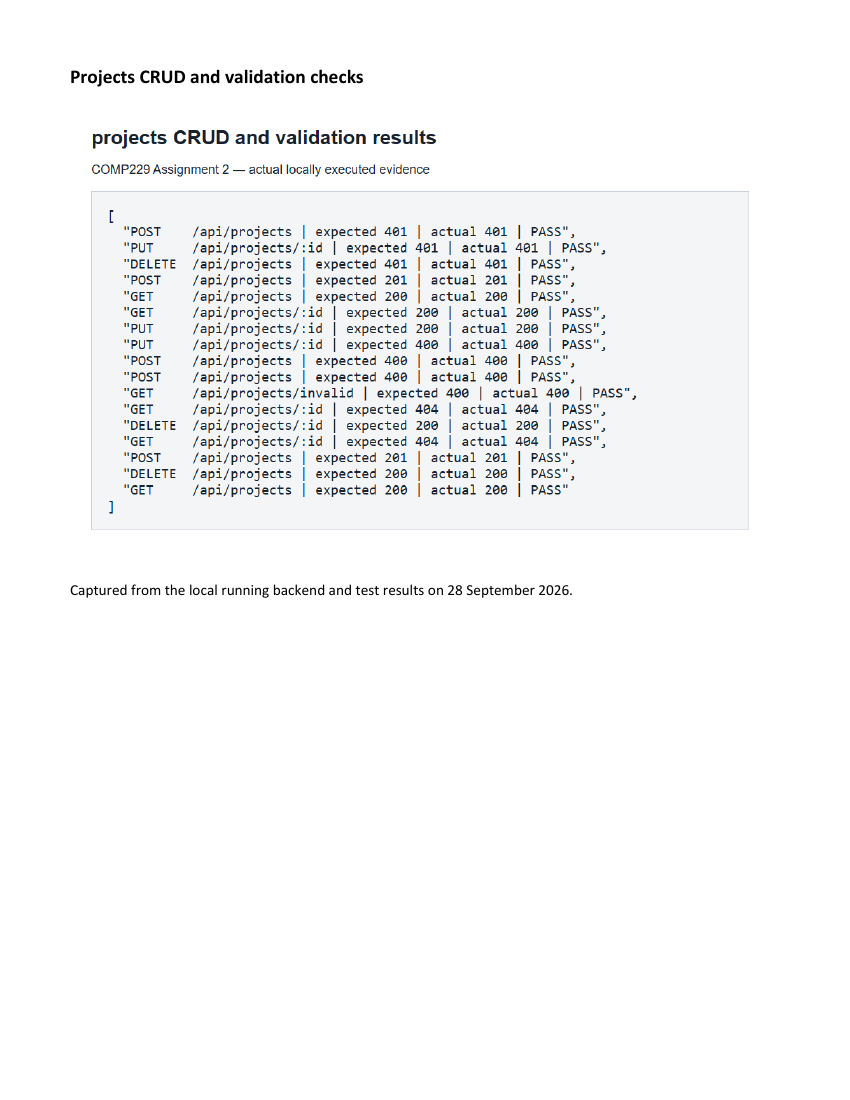 Projects CRUD and validation checks
projects CRUD and validation results
COMP229 Assignment 2 — actual locally executed evidence
[
  "POST    /api/projects | expected 401 | actual 401 | PASS",
  "PUT     /api/projects/:id | expected 401 | actual 401 | PASS",
  "DELETE  /api/projects | expected 401 | actual 401 | PASS",
  "POST    /api/projects | expected 201 | actual 201 | PASS",
  "GET     /api/projects | expected 200 | actual 200 | PASS",
  "GET     /api/projects/:id | expected 200 | actual 200 | PASS",
  "PUT     /api/projects/:id | expected 200 | actual 200 | PASS",
  "PUT     /api/projects/:id | expected 400 | actual 400 | PASS",
  "POST    /api/projects | expected 400 | actual 400 | PASS",
  "POST    /api/projects | expected 400 | actual 400 | PASS",
  "GET     /api/projects/invalid | expected 400 | actual 400 | PASS",
  "GET     /api/projects/:id | expected 404 | actual 404 | PASS",
  "DELETE  /api/projects/:id | expected 200 | actual 200 | PASS",
  "GET     /api/projects/:id | expected 404 | actual 404 | PASS",
  "POST    /api/projects | expected 201 | actual 201 | PASS",
  "DELETE  /api/projects | expected 200 | actual 200 | PASS",
  "GET     /api/projects | expected 200 | actual 200 | PASS"
]
Captured from the local running backend and test results on 28 September 2026.